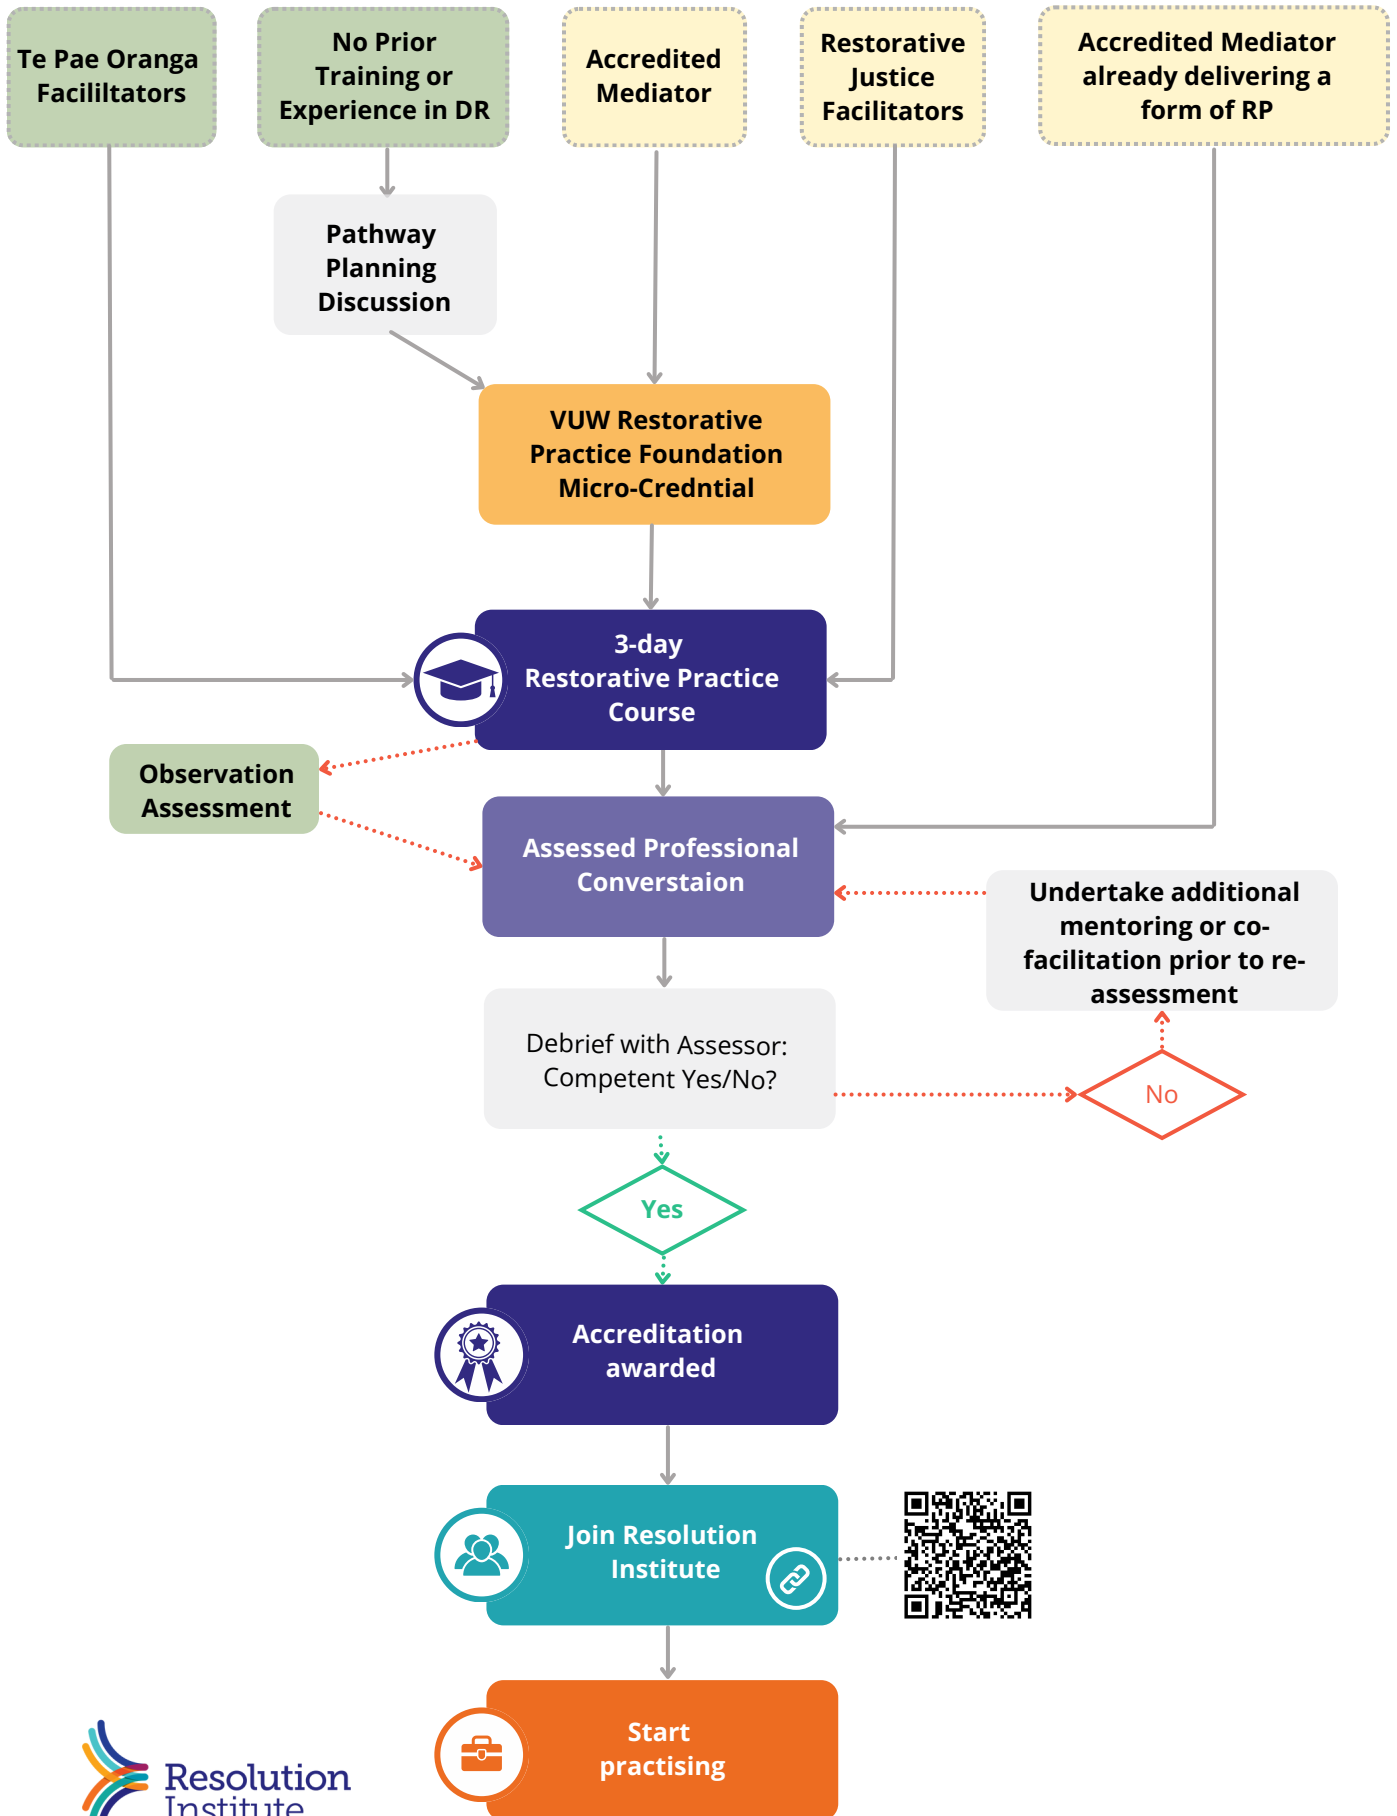 Te Pae Oranga
Facililtators
No Prior
Training or
Experience in DR
Accredited
Mediator
Restorative
Justice
Facilitators
Accredited Mediator
already delivering a
form of RP
Pathway
Planning
Discussion
VUW Restorative
Practice Foundation
Micro-Credntial
3-day
Restorative Practice
Course
Observation
Assessment
Assessed Professional
Converstaion
Undertake additional
mentoring or co-
facilitation prior to re-
assessment
Debrief with Assessor:
Competent Yes/No?
No
Yes
Accreditation
awarded
Join Resolution
Institute
Start
practising
Resolution
Institute